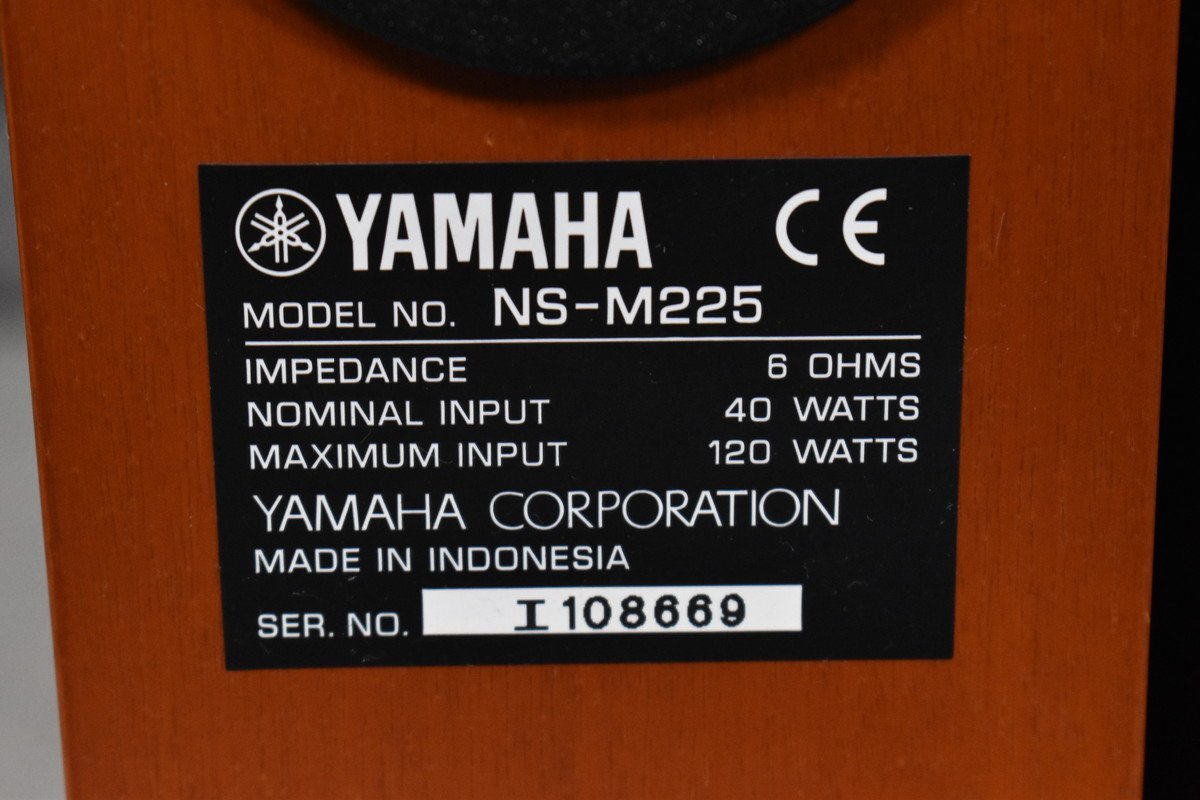 YAMAHA CE
MODEL NO. NS-M225
IMPEDANCE 6 OHMS
NOMINAL INPUT 40 WATTS
MAXIMUM INPUT 120 WATTS
YAMAHA CORPORATION
MADE IN INDONESIA
SER. NO. I108669